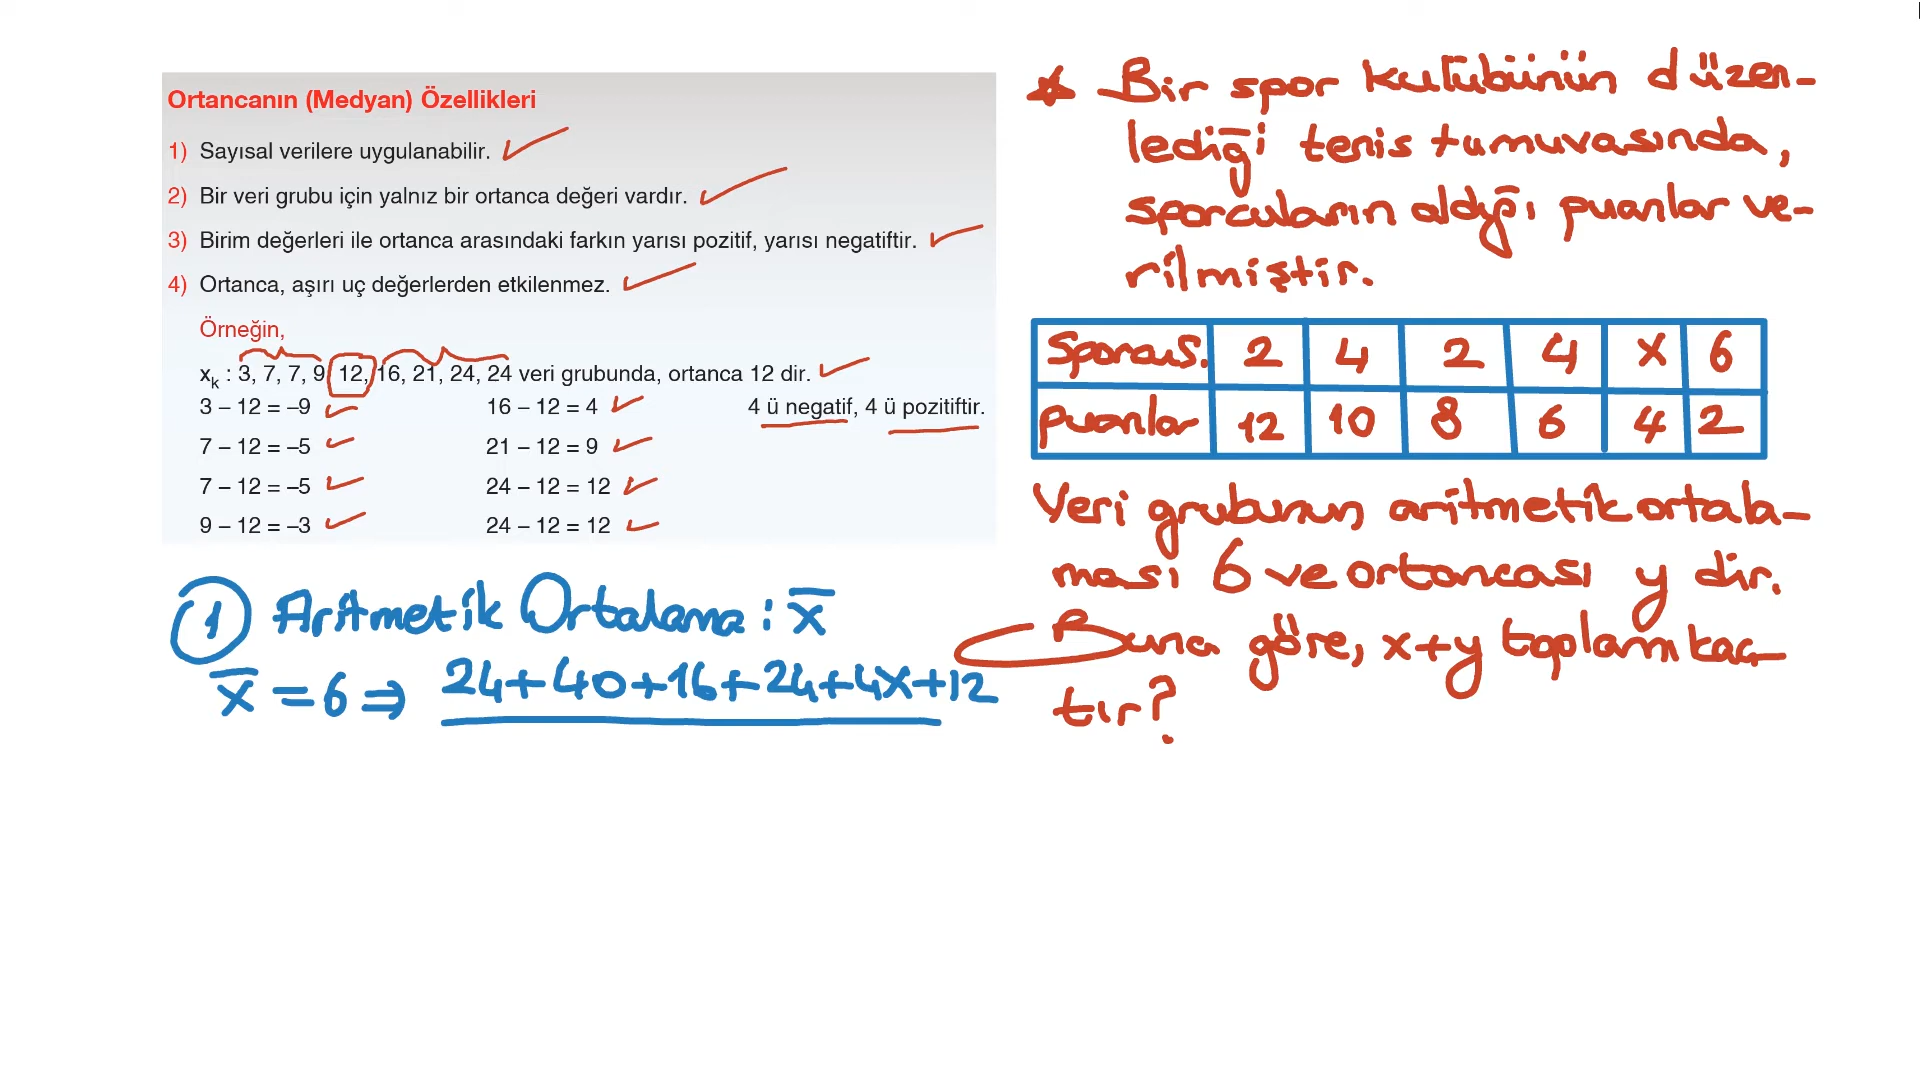 Ortancanın (Medyan) Özellikleri
1) Sayısal verilere uygulanabilir.
2) Bir veri grubu için yalnız bir ortanca değeri vardır.
3) Birim değerleri ile ortanca arasındaki farkın yarısı pozitif, yarısı negatiftir.
4) Ortanca, aşırı uç değerlerden etkilenmez.
Örneğin,
xk : 3, 7, 7, 9, 12, 16, 21, 24, 24 veri grubunda, ortanca 12 dir.
3 – 12 = –9 16 – 12 = 4 4 ü negatif, 4 ü pozitiftir.
7 – 12 = –5 21 – 12 = 9
7 – 12 = –5 24 – 12 = 12
9 – 12 = –3 24 – 12 = 12
① Aritmetik Ortalama : x̅
x̅ = 6 ⇒ 24+40+16+24+4x+12
* Bir spor kulübünün düzen-
lediği tenis turnuvasında,
sporcuların aldığı puanlar ve-
rilmiştir.
Sporcu s. 2 4 2 4 x 6
Puanlar 12 10 8 6 4 2
Veri grubunun aritmetik ortala-
ması 6 ve ortancası y dir.
Buna göre, x+y toplamı kaç-
tır?